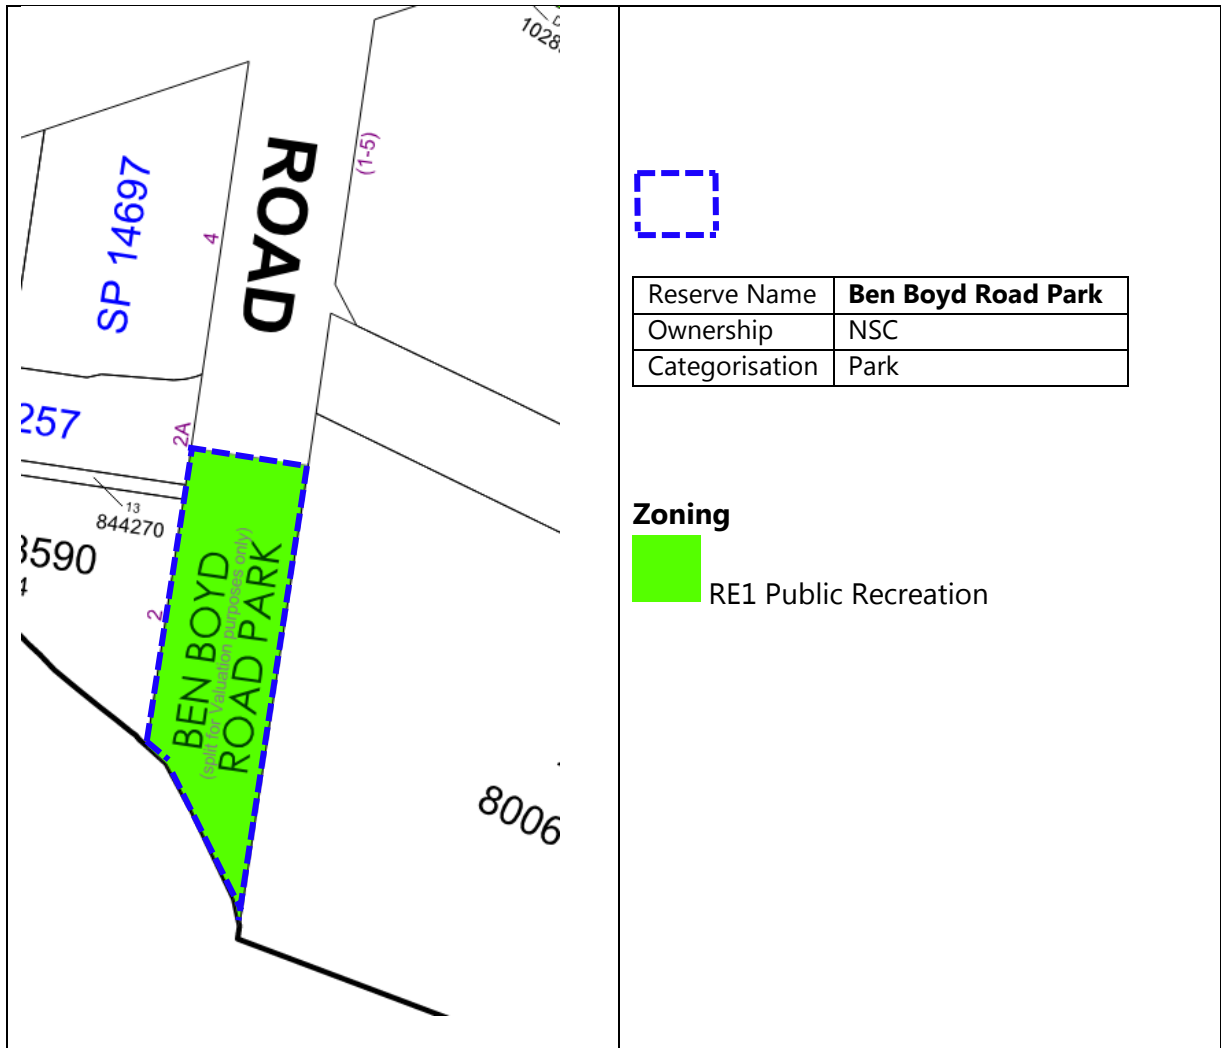 1028
ROAD
(1-5)
SP 14697
4
257
2A
13
844270
3590
4
2
BEN BOYD
(split for Valuation purposes only)
ROAD PARK
8006
Reserve Name Ben Boyd Road Park
Ownership NSC
Categorisation Park
Zoning
RE1 Public Recreation